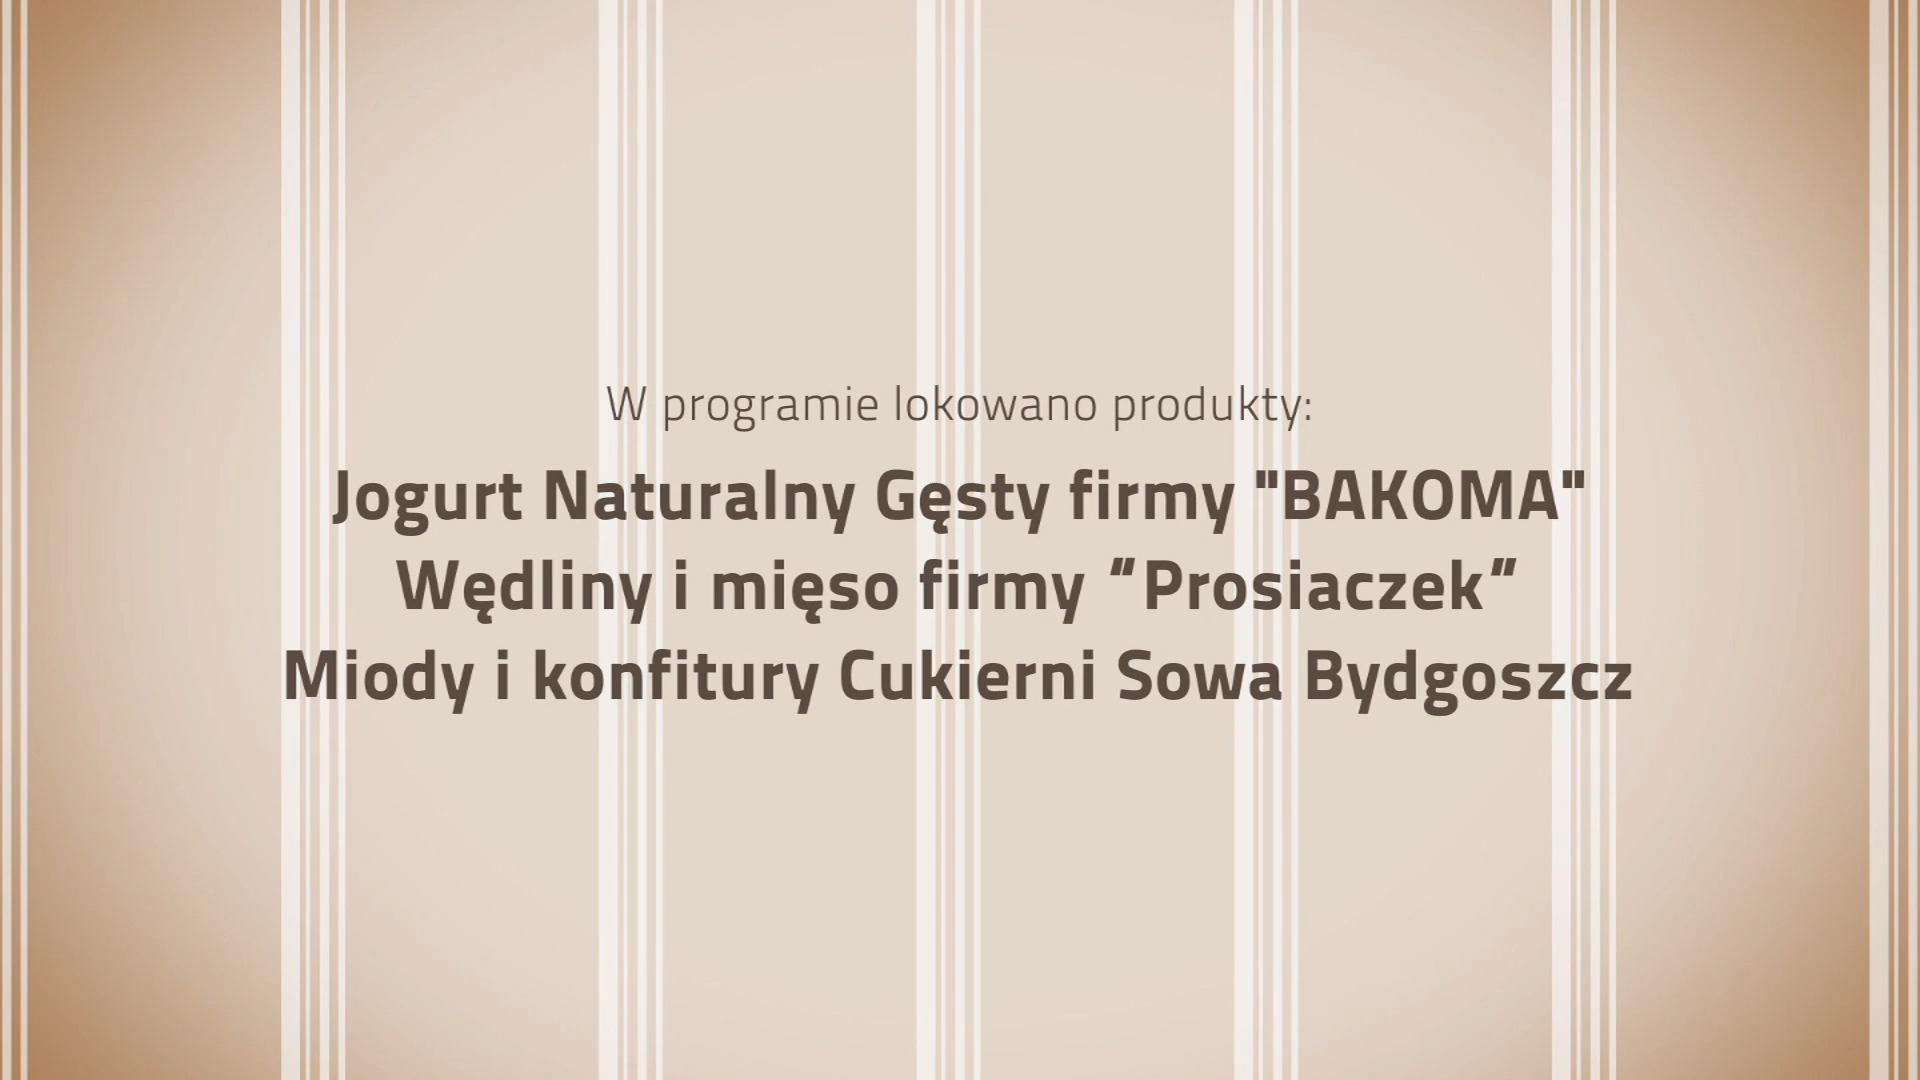 W programie lokowano produkty:
Jogurt Naturalny Gęsty firmy "BAKOMA"
Wędliny i mięso firmy “Prosiaczek“
Miody i konfitury Cukierni Sowa Bydgoszcz